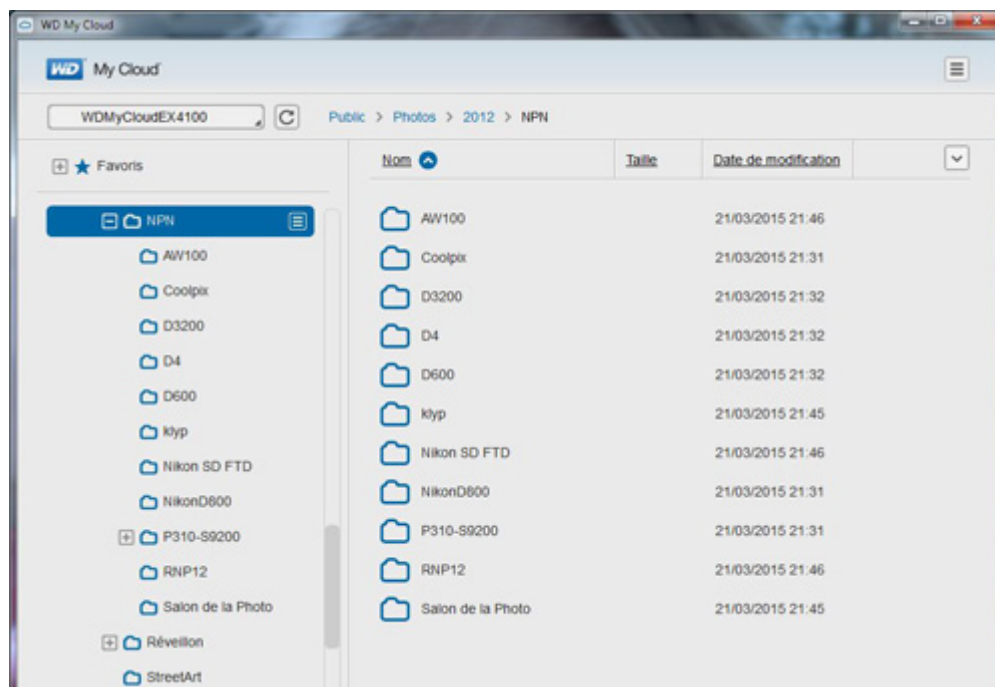 WD My Cloud
WD My Cloud
WDMyCloudEX4100
Public > Photos > 2012 > NPN
Favoris
NPN
AW100
Coolpix
D3200
D4
D600
klyp
Nikon SD FTD
NikonD800
P310-S9200
RNP12
Salon de la Photo
Réveillon
StreetArt
Nom Taille Date de modification
AW100 21/03/2015 21:46
Coolpix 21/03/2015 21:31
D3200 21/03/2015 21:32
D4 21/03/2015 21:32
D600 21/03/2015 21:32
klyp 21/03/2015 21:45
Nikon SD FTD 21/03/2015 21:46
NikonD800 21/03/2015 21:31
P310-S9200 21/03/2015 21:31
RNP12 21/03/2015 21:46
Salon de la Photo 21/03/2015 21:45